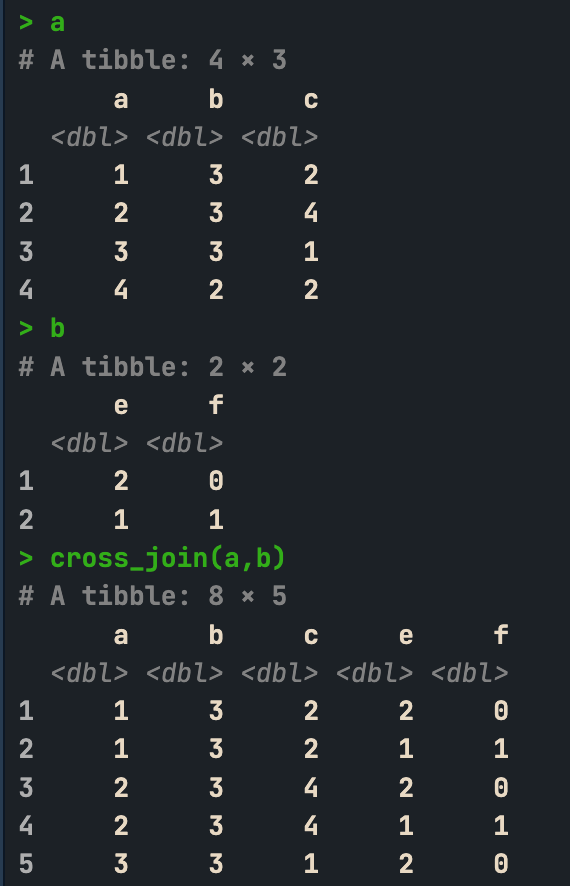 > a
# A tibble: 4 × 3
a b c
<dbl> <dbl> <dbl>
1 1 3 2
2 2 3 4
3 3 3 1
4 4 2 2
> b
# A tibble: 2 × 2
e f
<dbl> <dbl>
1 2 0
2 1 1
> cross_join(a,b)
# A tibble: 8 × 5
a b c e f
<dbl> <dbl> <dbl> <dbl> <dbl>
1 1 3 2 2 0
2 1 3 2 1 1
3 2 3 4 2 0
4 2 3 4 1 1
5 3 3 1 2 0